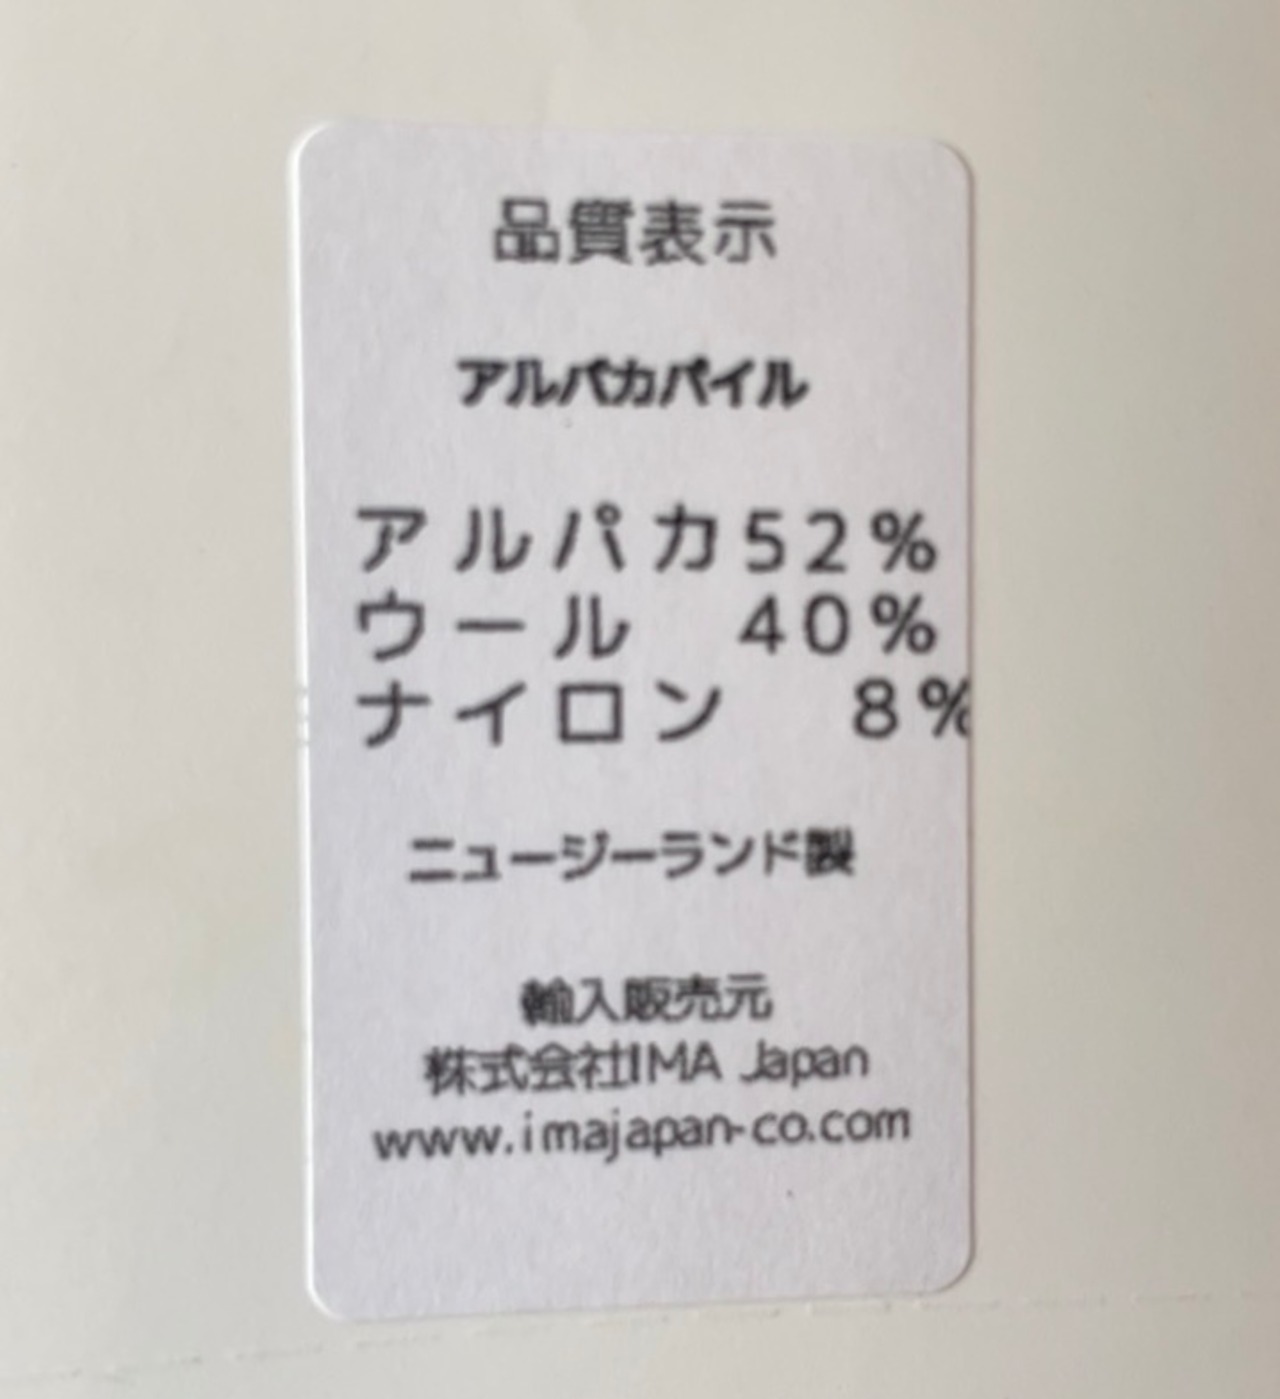 品質表示
アルパカパイル
アルパカ52%
ウール　40%
ナイロン　8%
ニュージーランド製
輸入販売元
株式会社IMA Japan
www.imajapan-co.com